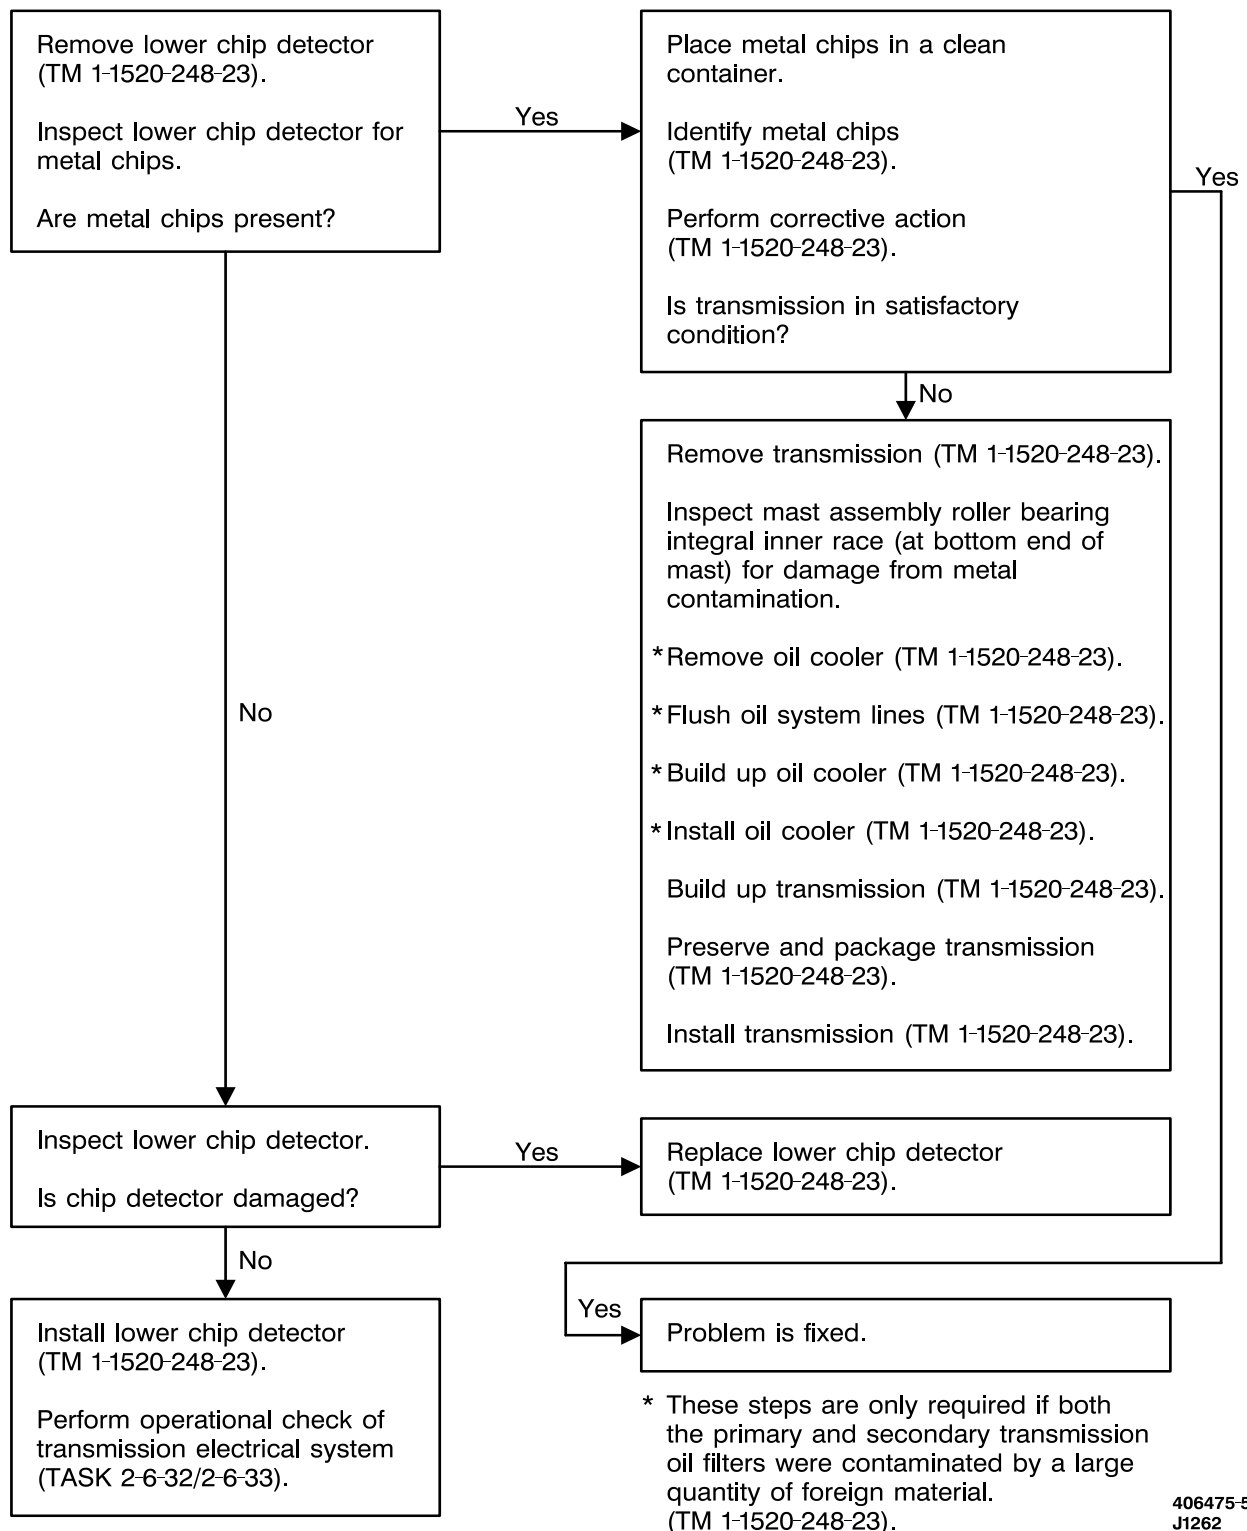 Remove lower chip detector
(TM 1-1520-248-23).
Inspect lower chip detector for
metal chips.
Are metal chips present?
Yes
Place metal chips in a clean
container.
Identify metal chips
(TM 1-1520-248-23).
Perform corrective action
(TM 1-1520-248-23).
Is transmission in satisfactory
condition?
Yes
No
Remove transmission (TM 1-1520-248-23).
Inspect mast assembly roller bearing
integral inner race (at bottom end of
mast) for damage from metal
contamination.
* Remove oil cooler (TM 1-1520-248-23).
* Flush oil system lines (TM 1-1520-248-23).
* Build up oil cooler (TM 1-1520-248-23).
* Install oil cooler (TM 1-1520-248-23).
Build up transmission (TM 1-1520-248-23).
Preserve and package transmission
(TM 1-1520-248-23).
Install transmission (TM 1-1520-248-23).
No
Inspect lower chip detector.
Is chip detector damaged?
Yes
Replace lower chip detector
(TM 1-1520-248-23).
No
Install lower chip detector
(TM 1-1520-248-23).
Perform operational check of
transmission electrical system
(TASK 2-6-32/2-6-33).
Yes
Problem is fixed.
* These steps are only required if both
the primary and secondary transmission
oil filters were contaminated by a large
quantity of foreign material.
(TM 1-1520-248-23).
406475-5
J1262